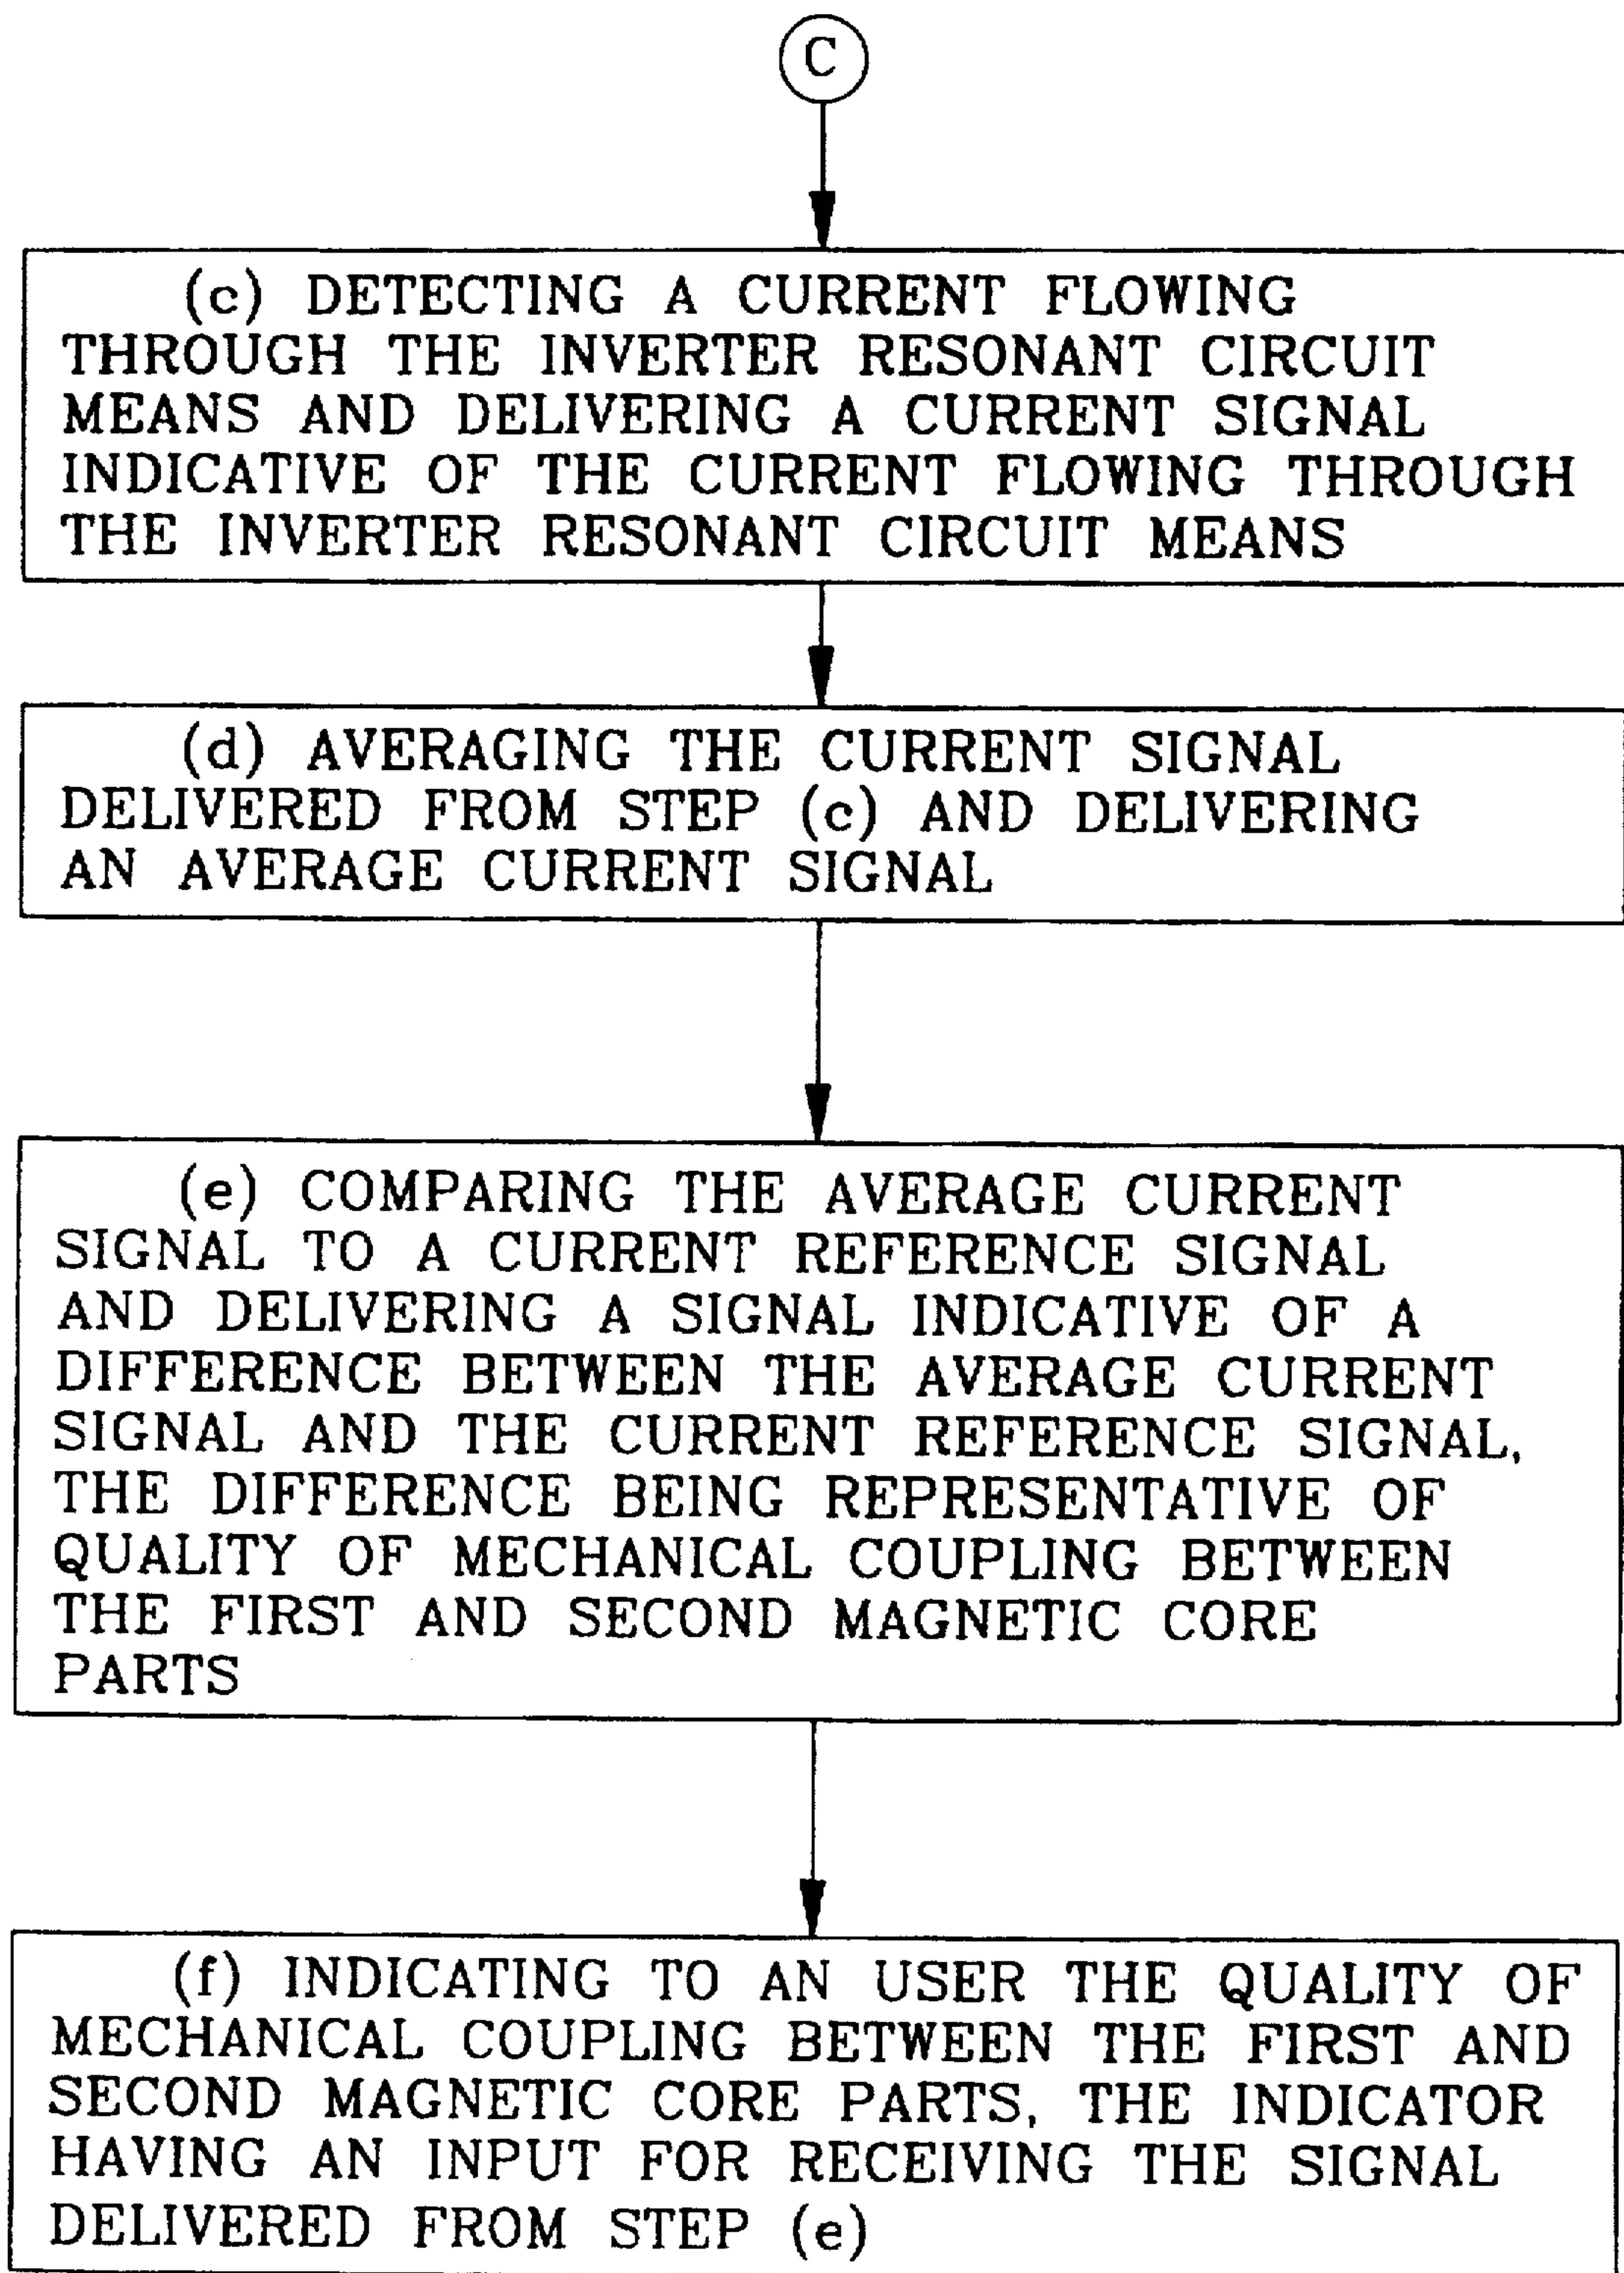 C
(c) DETECTING A CURRENT FLOWING
THROUGH THE INVERTER RESONANT CIRCUIT
MEANS AND DELIVERING A CURRENT SIGNAL
INDICATIVE OF THE CURRENT FLOWING THROUGH
THE INVERTER RESONANT CIRCUIT MEANS
(d) AVERAGING THE CURRENT SIGNAL
DELIVERED FROM STEP (c) AND DELIVERING
AN AVERAGE CURRENT SIGNAL
(e) COMPARING THE AVERAGE CURRENT
SIGNAL TO A CURRENT REFERENCE SIGNAL
AND DELIVERING A SIGNAL INDICATIVE OF A
DIFFERENCE BETWEEN THE AVERAGE CURRENT
SIGNAL AND THE CURRENT REFERENCE SIGNAL,
THE DIFFERENCE BEING REPRESENTATIVE OF
QUALITY OF MECHANICAL COUPLING BETWEEN
THE FIRST AND SECOND MAGNETIC CORE
PARTS
(f) INDICATING TO AN USER THE QUALITY OF
MECHANICAL COUPLING BETWEEN THE FIRST AND
SECOND MAGNETIC CORE PARTS, THE INDICATOR
HAVING AN INPUT FOR RECEIVING THE SIGNAL
DELIVERED FROM STEP (e)